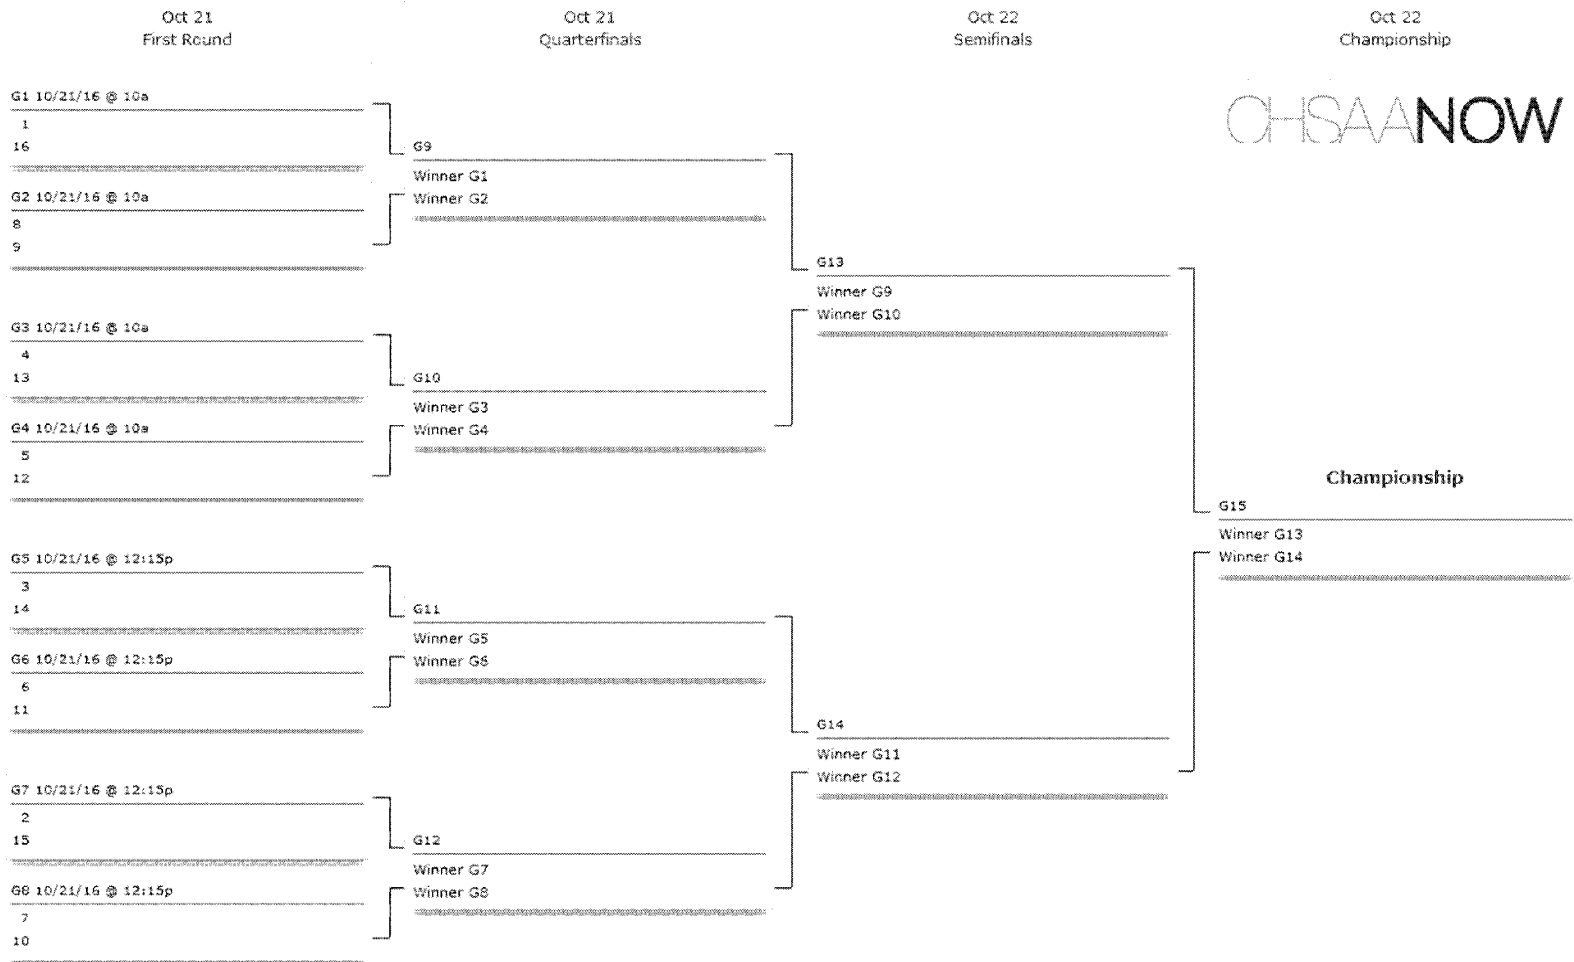 Oct 21
First Round
Oct 21
Quarterfinals
Oct 22
Semifinals
Oct 22
Championship
CHSAANOW
G1 10/21/16 @ 10a
1
16
G2 10/21/16 @ 10a
8
9
G3 10/21/16 @ 10a
4
13
G4 10/21/16 @ 10a
5
12
G5 10/21/16 @ 12:15p
3
14
G6 10/21/16 @ 12:15p
6
11
G7 10/21/16 @ 12:15p
2
15
G8 10/21/16 @ 12:15p
7
10
G9
Winner G1
Winner G2
G10
Winner G3
Winner G4
G11
Winner G5
Winner G6
G12
Winner G7
Winner G8
G13
Winner G9
Winner G10
G14
Winner G11
Winner G12
Championship
G15
Winner G13
Winner G14